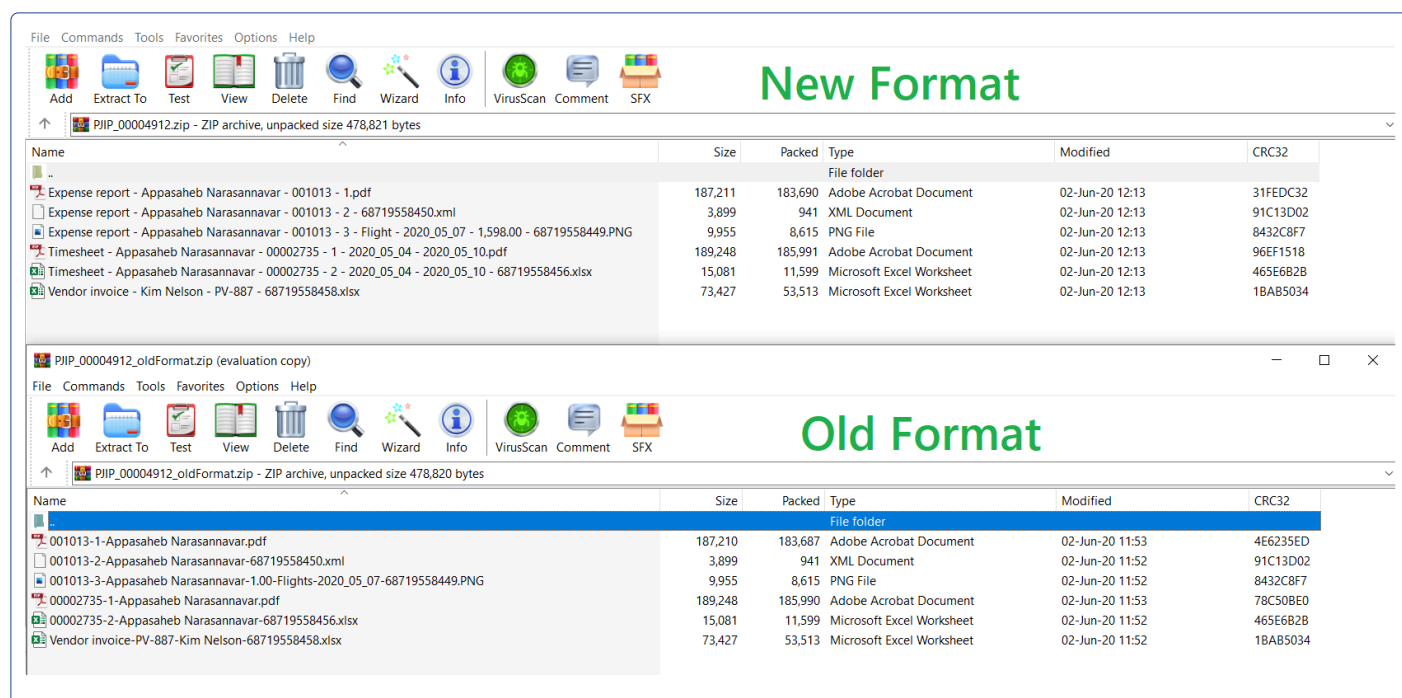 File Commands Tools Favorites Options Help
Add Extract To Test View Delete Find Wizard Info VirusScan Comment SFX
New Format
PJIP_00004912.zip - ZIP archive, unpacked size 478,821 bytes
Name Size Packed Type Modified CRC32
.. File folder
Expense report - Appasaheb Narasannavar - 001013 - 1.pdf 187,211 183,690 Adobe Acrobat Document 02-Jun-20 12:13 31FEDC32
Expense report - Appasaheb Narasannavar - 001013 - 2 - 68719558450.xml 3,899 941 XML Document 02-Jun-20 12:13 91C13D02
Expense report - Appasaheb Narasannavar - 001013 - 3 - Flight - 2020_05_07 - 1,598.00 - 68719558449.PNG 9,955 8,615 PNG File 02-Jun-20 12:13 8432C8F7
Timesheet - Appasaheb Narasannavar - 00002735 - 1 - 2020_05_04 - 2020_05_10.pdf 189,248 185,991 Adobe Acrobat Document 02-Jun-20 12:13 96EF1518
Timesheet - Appasaheb Narasannavar - 00002735 - 2 - 2020_05_04 - 2020_05_10 - 68719558456.xlsx 15,081 11,599 Microsoft Excel Worksheet 02-Jun-20 12:13 465E6B2B
Vendor invoice - Kim Nelson - PV-887 - 68719558458.xlsx 73,427 53,513 Microsoft Excel Worksheet 02-Jun-20 12:13 1BAB5034
PJIP_00004912_oldFormat.zip (evaluation copy)
File Commands Tools Favorites Options Help
Add Extract To Test View Delete Find Wizard Info VirusScan Comment SFX
Old Format
PJIP_00004912_oldFormat.zip - ZIP archive, unpacked size 478,820 bytes
Name Size Packed Type Modified CRC32
.. File folder
001013-1-Appasaheb Narasannavar.pdf 187,210 183,687 Adobe Acrobat Document 02-Jun-20 11:53 4E6235ED
001013-2-Appasaheb Narasannavar-68719558450.xml 3,899 941 XML Document 02-Jun-20 11:52 91C13D02
001013-3-Appasaheb Narasannavar-1.00-Flights-2020_05_07-68719558449.PNG 9,955 8,615 PNG File 02-Jun-20 11:52 8432C8F7
00002735-1-Appasaheb Narasannavar.pdf 189,248 185,990 Adobe Acrobat Document 02-Jun-20 11:53 78C50BE0
00002735-2-Appasaheb Narasannavar-68719558456.xlsx 15,081 11,599 Microsoft Excel Worksheet 02-Jun-20 11:52 465E6B2B
Vendor invoice-PV-887-Kim Nelson-68719558458.xlsx 73,427 53,513 Microsoft Excel Worksheet 02-Jun-20 11:52 1BAB5034